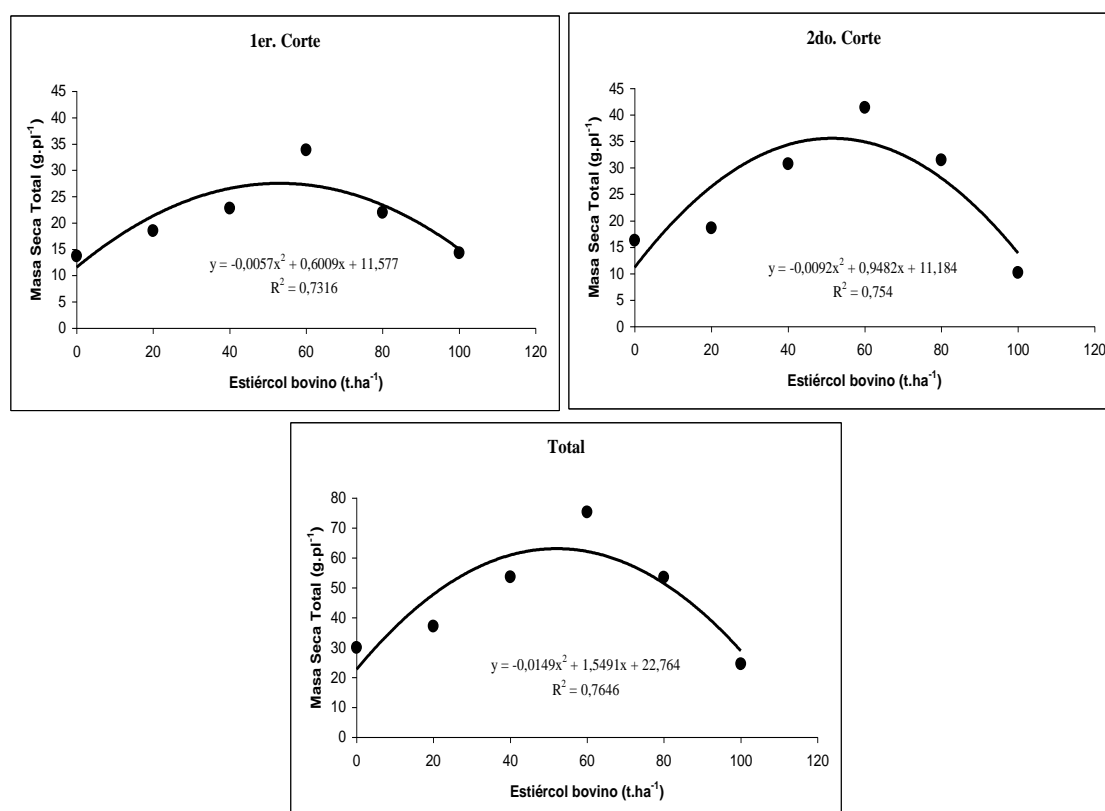 1er. Corte
Masa Seca Total (g.pl⁻¹)
45
40
35
30
25
20
15
10
5
0
y = -0,0057x² + 0,6009x + 11,577
R² = 0,7316
0 20 40 60 80 100 120
Estiércol bovino (t.ha⁻¹)
2do. Corte
Masa Seca Total (g.pl⁻¹)
45
40
35
30
25
20
15
10
5
0
y = -0,0092x² + 0,9482x + 11,184
R² = 0,754
0 20 40 60 80 100 120
Estiércol bovino (t.ha⁻¹)
Total
Masa Seca Total (g.pl⁻¹)
80
70
60
50
40
30
20
10
0
y = -0,0149x² + 1,5491x + 22,764
R² = 0,7646
0 20 40 60 80 100 120
Estiércol bovino (t.ha⁻¹)